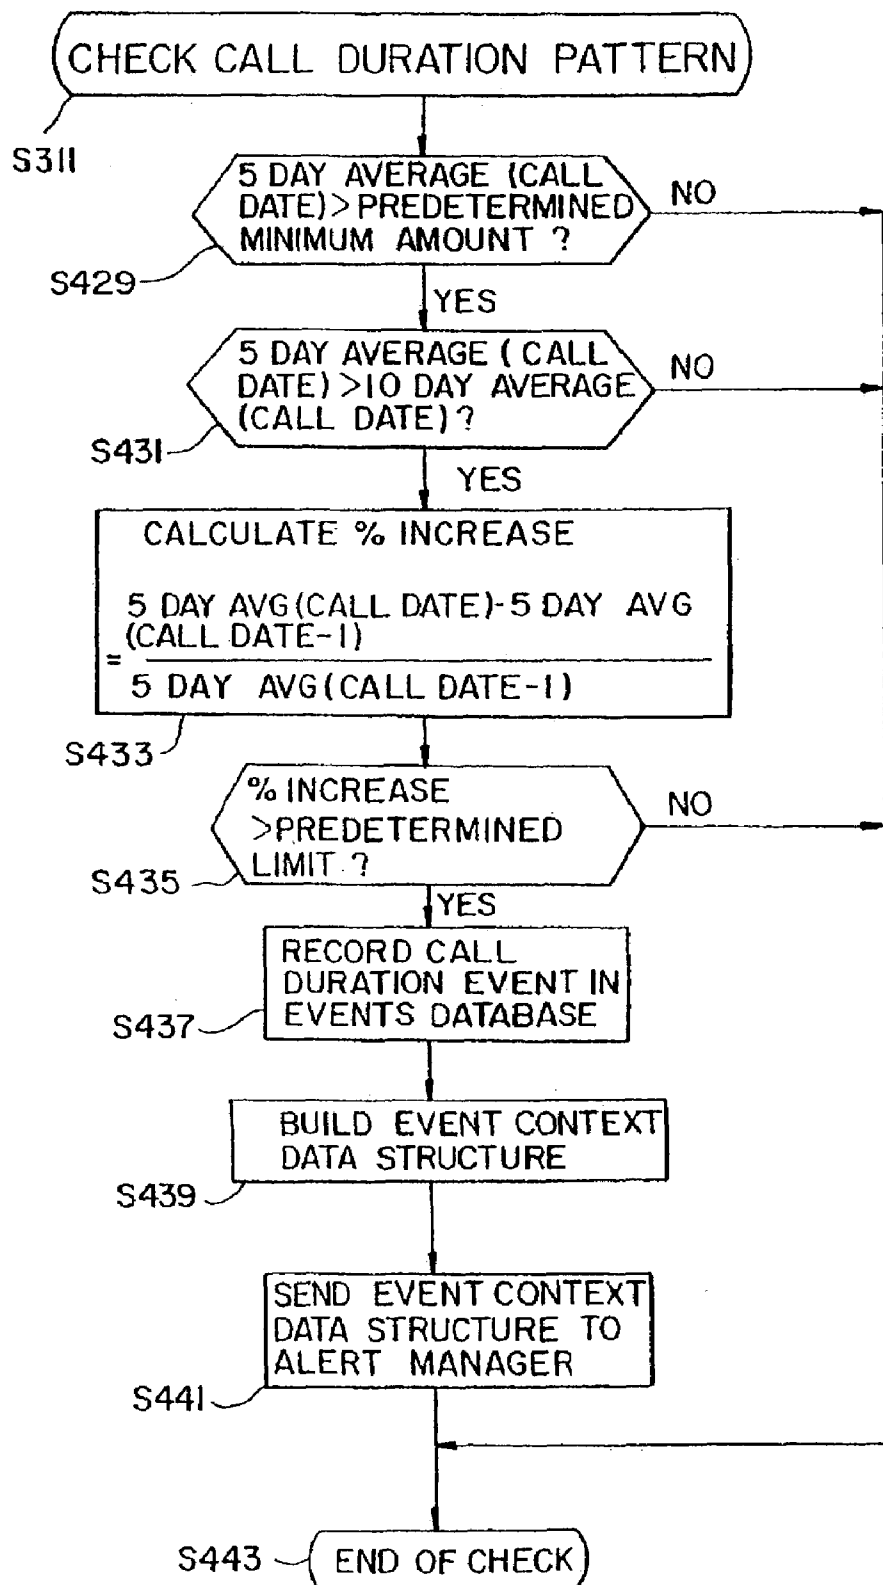 CHECK CALL DURATION PATTERN
S311
5 DAY AVERAGE (CALL
DATE)>PREDETERMINED
MINIMUM AMOUNT ?
NO
S429
YES
5 DAY AVERAGE ( CALL
DATE) >10 DAY AVERAGE
(CALL DATE) ?
NO
S431
YES
CALCULATE % INCREASE
5 DAY AVG(CALL DATE)-5 DAY AVG
(CALL DATE-1)
=
5 DAY AVG(CALL DATE-1)
S433
% INCREASE
>PREDETERMINED
LIMIT ?
NO
S435
YES
RECORD CALL
DURATION EVENT IN
EVENTS DATABASE
S437
BUILD EVENT CONTEXT
DATA STRUCTURE
S439
SEND EVENT CONTEXT
DATA STRUCTURE TO
ALERT MANAGER
S441
S443
END OF CHECK